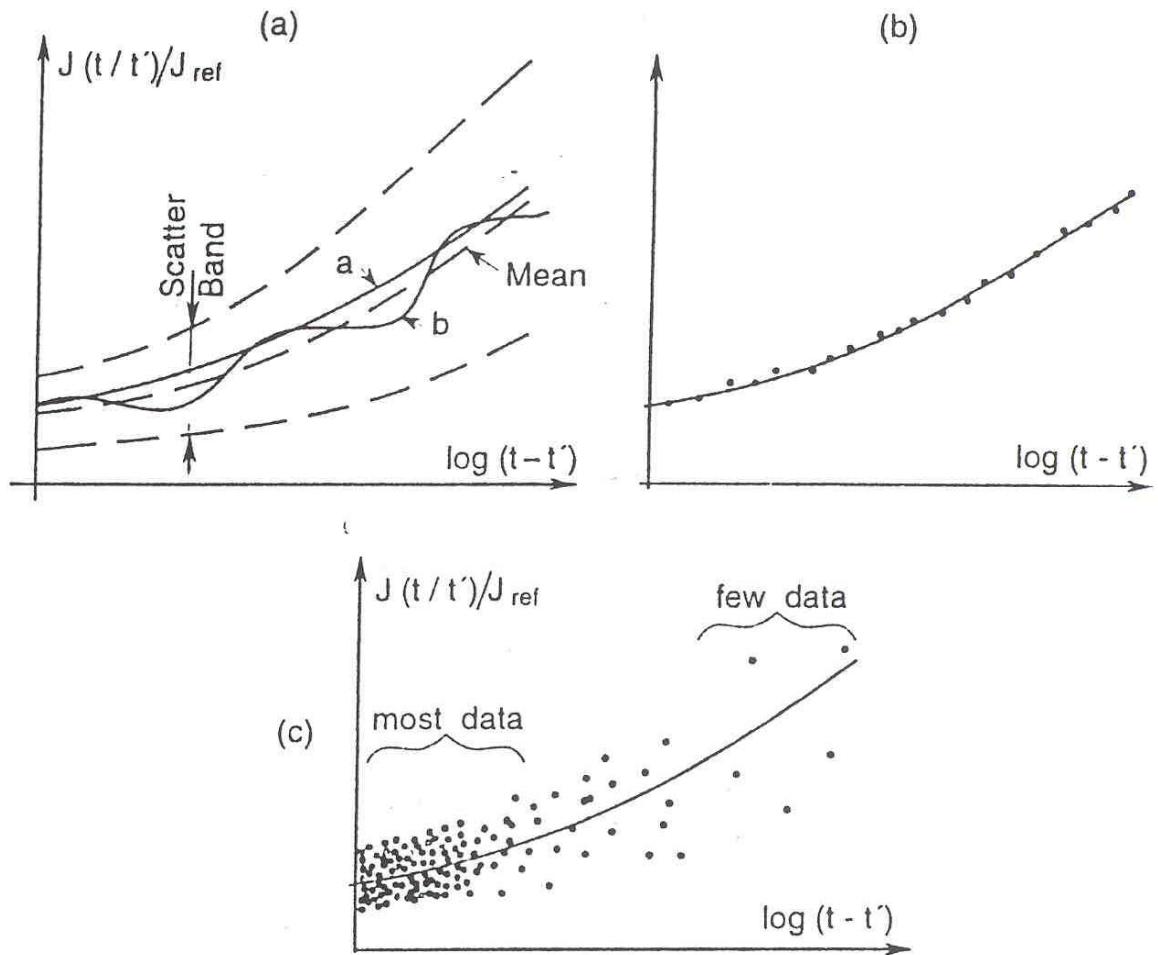 (a)
J (t / t´)/J ref
Scatter
Band
a
b
Mean
log (t – t´)
(b)
log (t - t´)
(c)
J (t / t´)/J ref
most data
few data
log (t - t´)